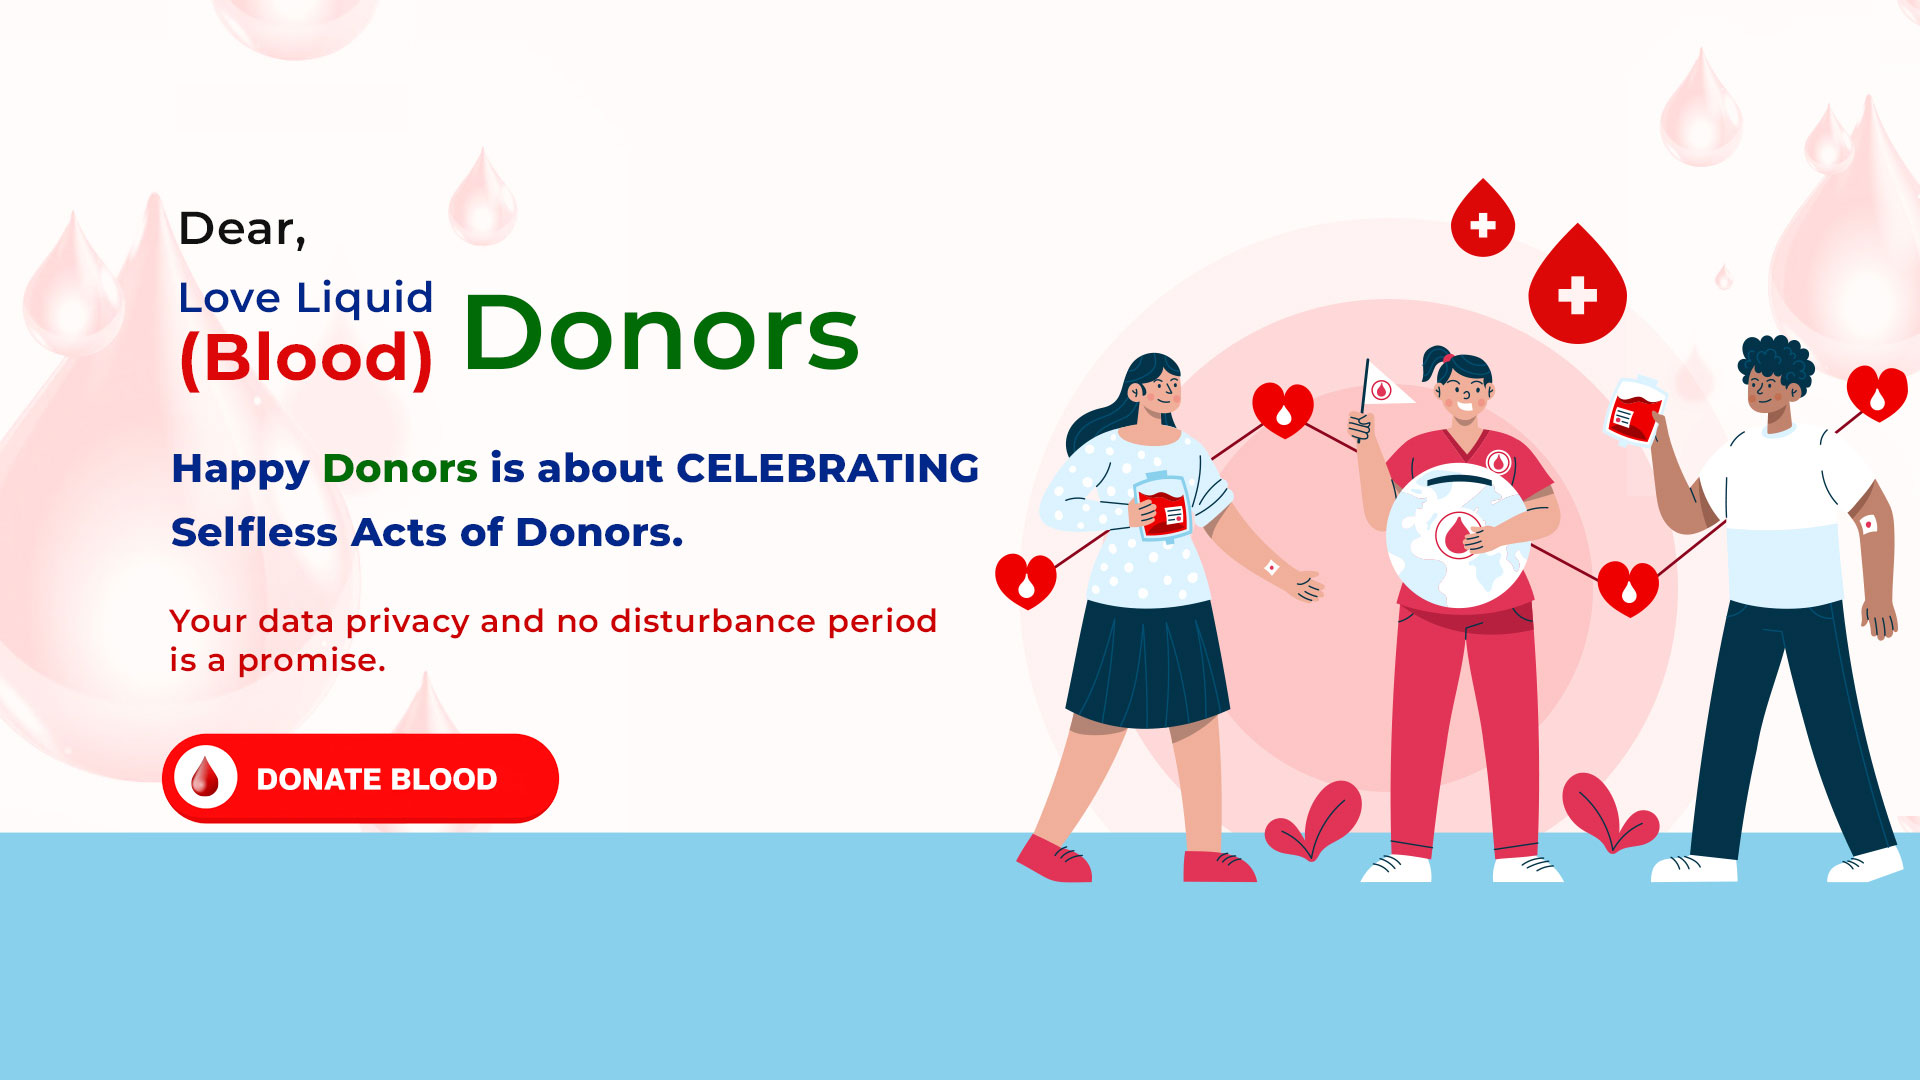 Dear,
Love Liquid
(Blood) Donors
Happy Donors is about CELEBRATING
Selfless Acts of Donors.
Your data privacy and no disturbance period
is a promise.
DONATE BLOOD